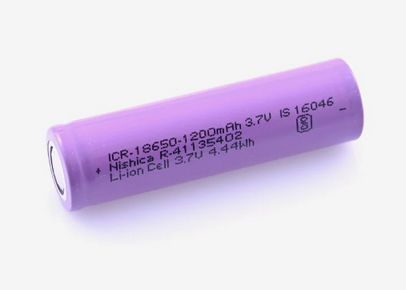 ICR-18650-1200mAh 3.7V IS 16046
+ Nishica R-41135402
Li-ion Cell 3.7V 4.44Wh